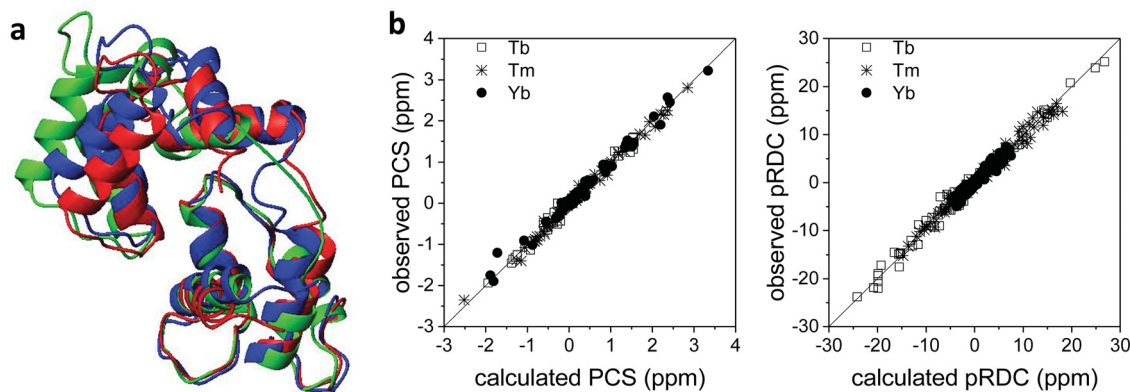 a
b
observed PCS (ppm)
4
3
2
1
0
-1
-2
-3
Tb
Tm
Yb
-3 -2 -1 0 1 2 3 4
calculated PCS (ppm)
observed pRDC (ppm)
30
20
10
0
-10
-20
-30
Tb
Tm
Yb
-30 -20 -10 0 10 20 30
calculated pRDC (ppm)